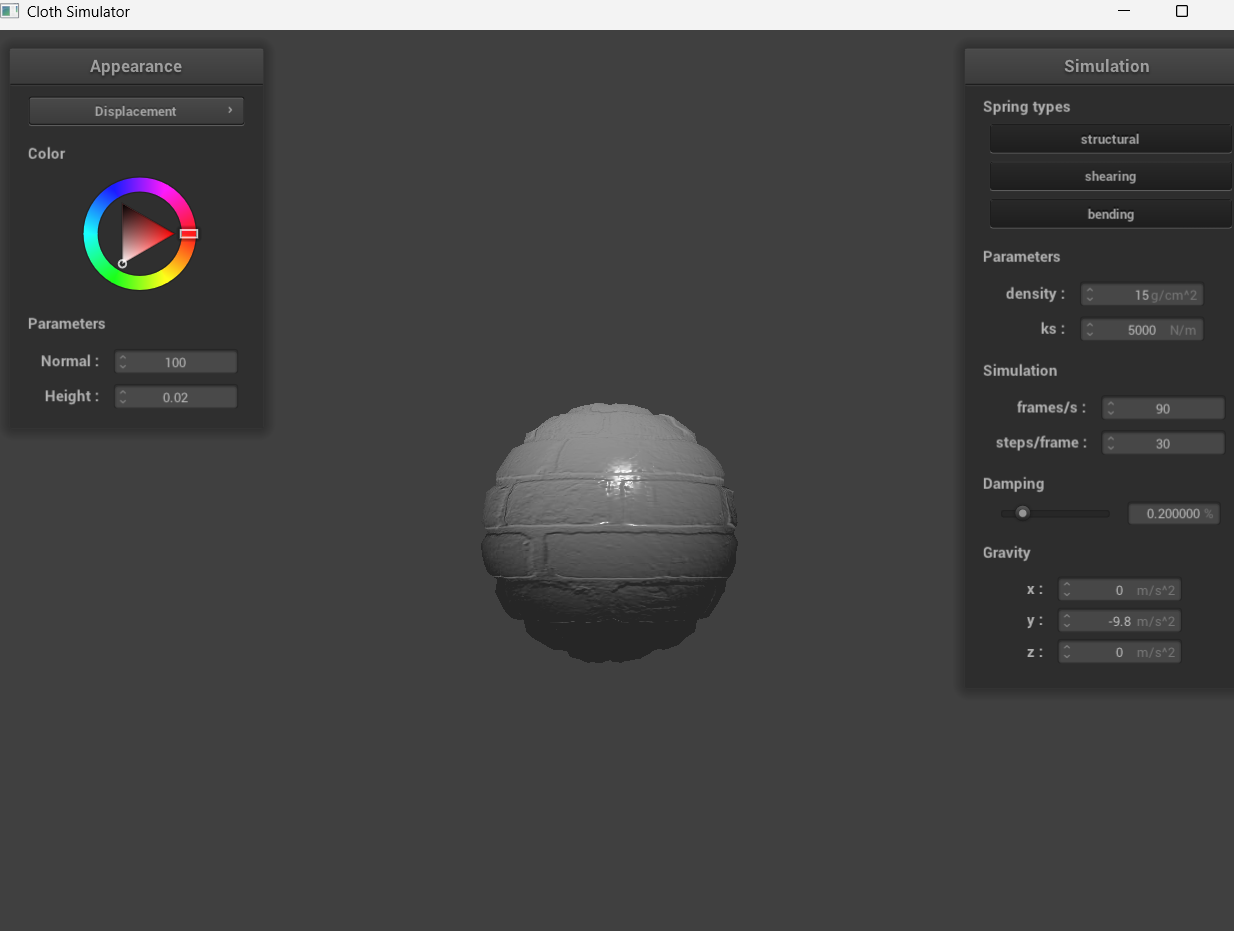 Cloth Simulator
Appearance
Displacement
Color
Parameters
Normal : 100
Height : 0.02
Simulation
Spring types
structural
shearing
bending
Parameters
density : 15 g/cm^2
ks : 5000 N/m
Simulation
frames/s : 90
steps/frame : 30
Damping
0.200000 %
Gravity
x : 0 m/s^2
y : -9.8 m/s^2
z : 0 m/s^2